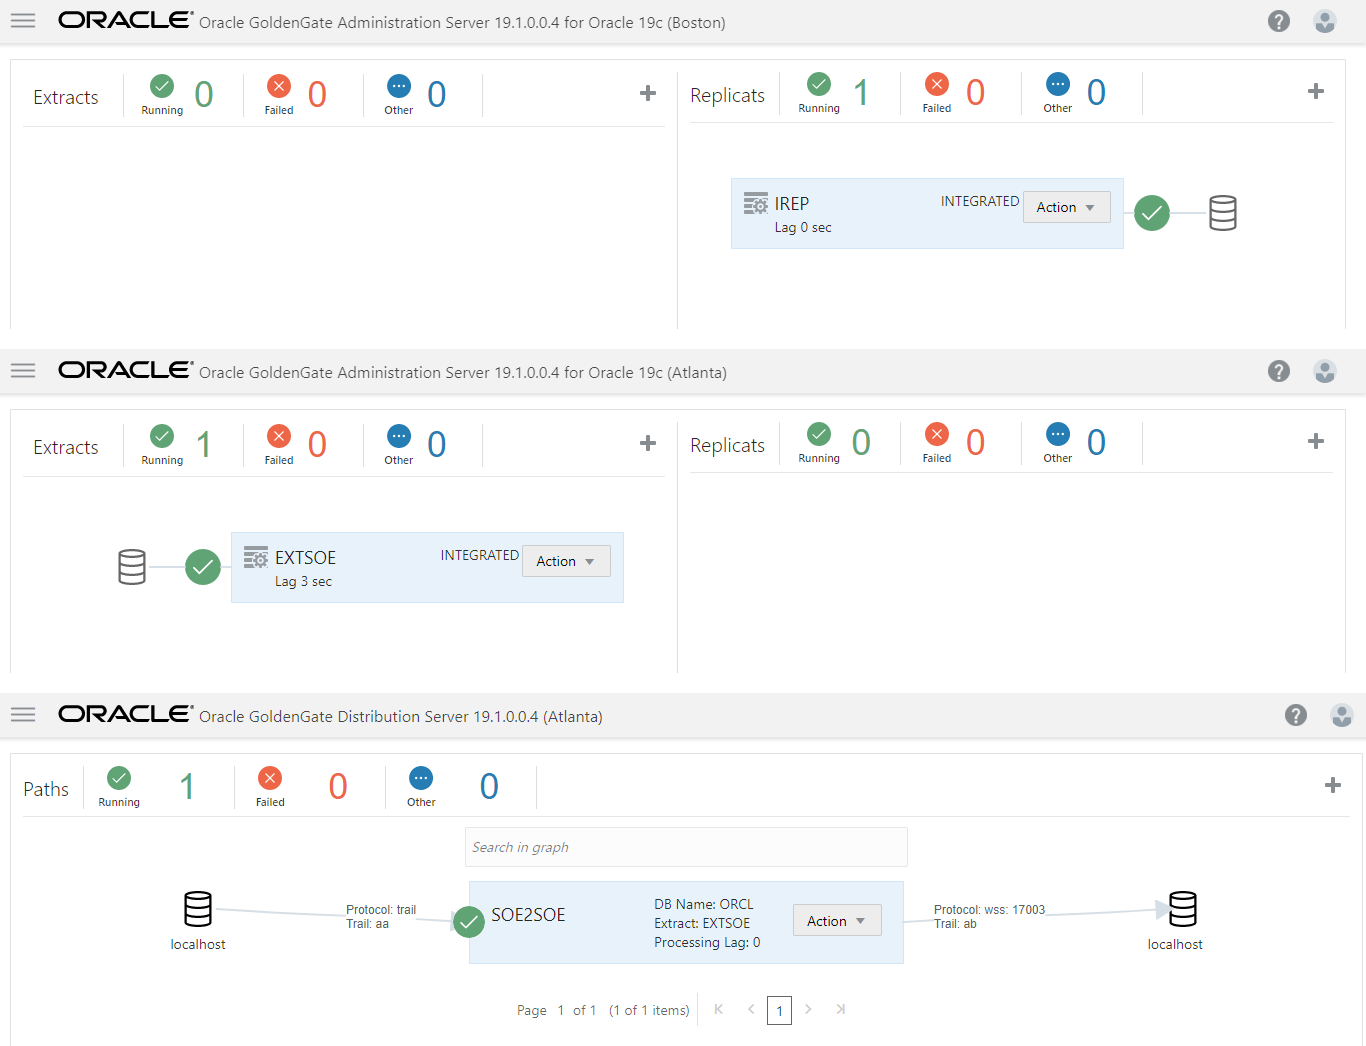 ORACLE Oracle GoldenGate Administration Server 19.1.0.0.4 for Oracle 19c (Boston)
Extracts Running 0 Failed 0 Other 0
Replicats Running 1 Failed 0 Other 0
IREP INTEGRATED Action
Lag 0 sec
ORACLE Oracle GoldenGate Administration Server 19.1.0.0.4 for Oracle 19c (Atlanta)
Extracts Running 1 Failed 0 Other 0
Replicats Running 0 Failed 0 Other 0
EXTSOE INTEGRATED Action
Lag 3 sec
ORACLE Oracle GoldenGate Distribution Server 19.1.0.0.4 (Atlanta)
Paths Running 1 Failed 0 Other 0
Search in graph
localhost
Protocol: trail
Trail: aa
SOE2SOE
DB Name: ORCL
Extract: EXTSOE
Processing Lag: 0
Action
Protocol: wss: 17003
Trail: ab
localhost
Page 1 of 1 (1 of 1 items) 1